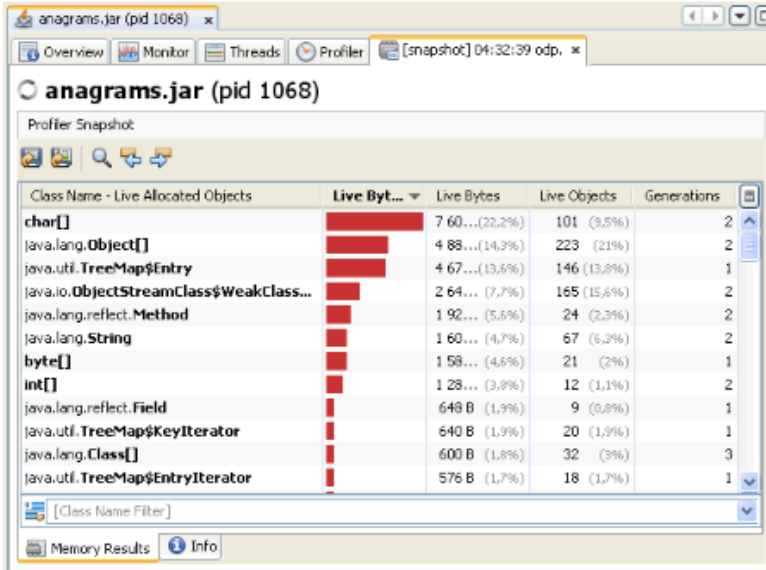 anagrams.jar (pid 1068)
Overview Monitor Threads Profiler [snapshot] 04:32:39 odp.
anagrams.jar (pid 1068)
Profiler Snapshot
Class Name - Live Allocated Objects Live Byt... Live Bytes Live Objects Generations
char[] 7 60...(22,2%) 101 (9,5%) 2
java.lang.Object[] 4 88...(14,3%) 223 (21%) 2
java.util.TreeMap$Entry 4 67...(13,6%) 146 (13,8%) 1
java.io.ObjectStreamClass$WeakClass... 2 64... (7,7%) 165 (15,6%) 2
java.lang.reflect.Method 1 92... (5,6%) 24 (2,3%) 2
java.lang.String 1 60... (4,7%) 67 (6,3%) 2
byte[] 1 58... (4,6%) 21 (2%) 1
int[] 1 28... (3,8%) 12 (1,1%) 2
java.lang.reflect.Field 648 B (1,9%) 9 (0,8%) 1
java.util.TreeMap$KeyIterator 640 B (1,9%) 20 (1,9%) 1
java.lang.Class[] 600 B (1,8%) 32 (3%) 3
java.util.TreeMap$EntryIterator 576 B (1,7%) 18 (1,7%) 1
[Class Name Filter]
Memory Results Info